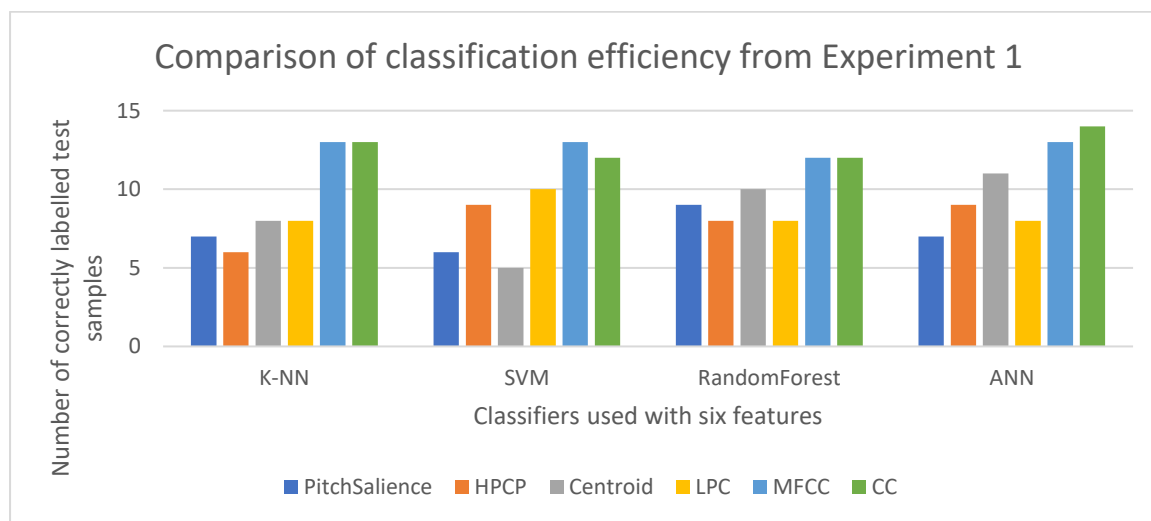 Comparison of classification efficiency from Experiment 1
Number of correctly labelled test
samples
15
10
5
0
K-NN SVM RandomForest ANN
Classifiers used with six features
PitchSalience HPCP Centroid LPC MFCC CC